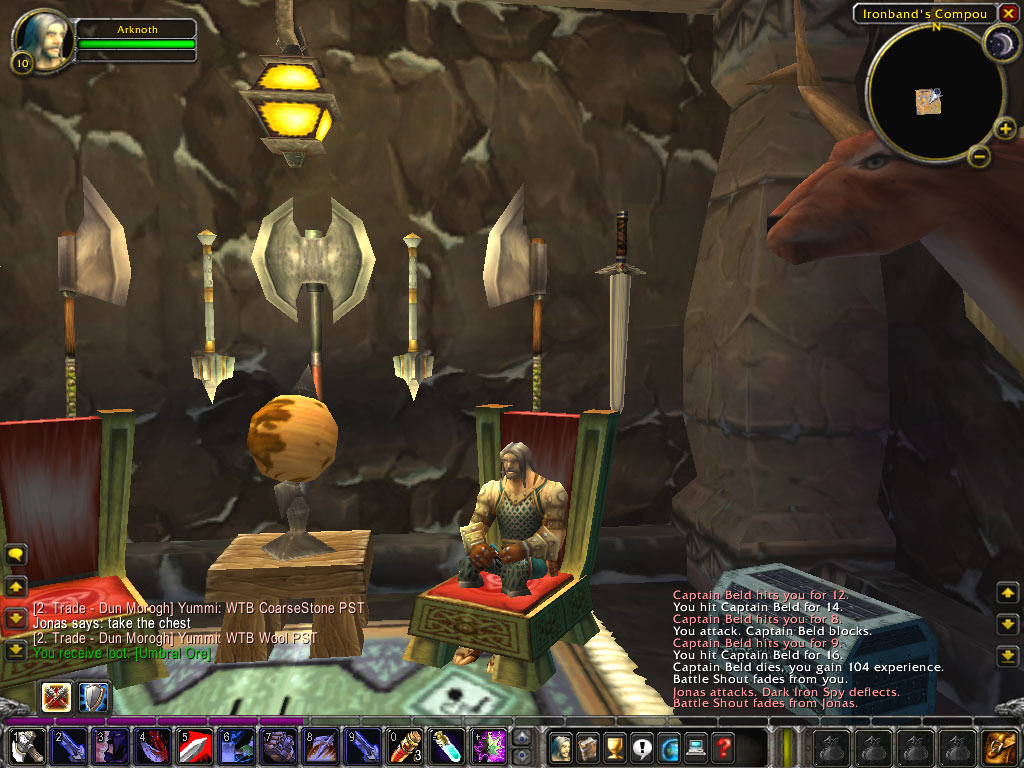 Arknoth
10
Ironband's Compou
N
[2. Trade - Dun Morogh] Yummi: WTB CoarseStone PST
Jonas says: take the chest
[2. Trade - Dun Morogh] Yummi: WTB Wool PST
You receive loot: [Umbral Ore]
Captain Beld hits you for 12.
You hit Captain Beld for 14.
Captain Beld hits you for 8.
You attack. Captain Beld blocks.
Captain Beld hits you for 9.
You hit Captain Beld for 16.
Captain Beld dies, you gain 104 experience.
Battle Shout fades from you.
Jonas attacks. Dark Iron Spy deflects.
Battle Shout fades from Jonas.
1 2 3 4 5 6 7 8 9 0 3 - +